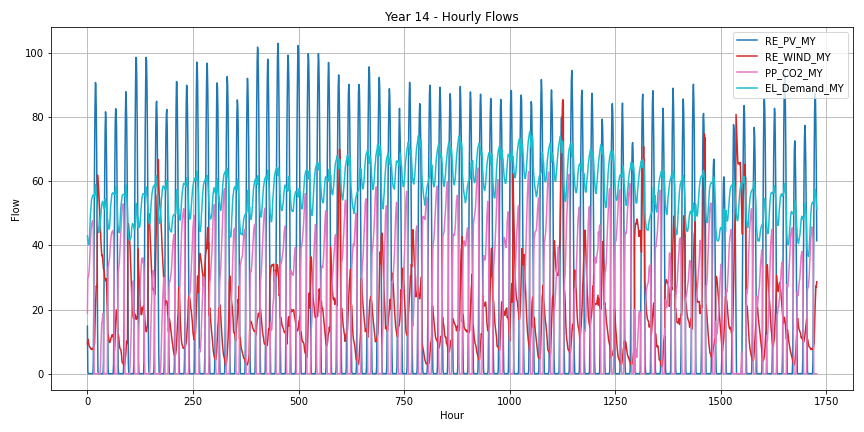 Year 14 - Hourly Flows
RE_PV_MY
RE_WIND_MY
PP_CO2_MY
EL_Demand_MY
Flow
100
80
60
40
20
0
0
250
500
750
1000
1250
1500
1750
Hour